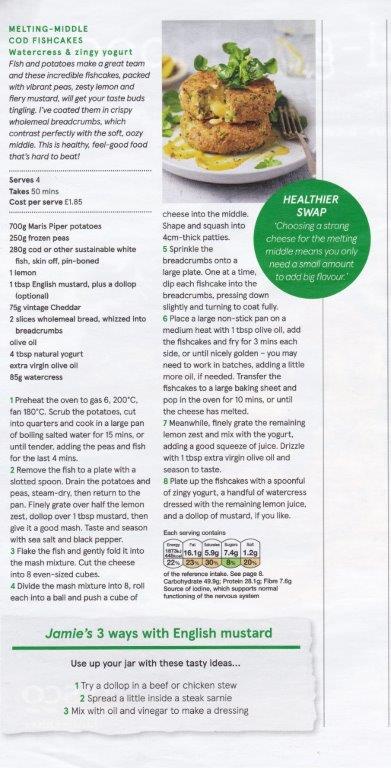 MELTING-MIDDLE
COD FISHCAKES
Watercress & zingy yogurt
Fish and potatoes make a great team
and these incredible fishcakes, packed
with vibrant peas, zesty lemon and
fiery mustard, will get your taste buds
tingling. I've coated them in crispy
wholemeal breadcrumbs, which
contrast perfectly with the soft, oozy
middle. This is healthy, feel-good food
that's hard to beat!
Serves 4
Takes 50 mins
Cost per serve £1.85
700g Maris Piper potatoes
250g frozen peas
280g cod or other sustainable white
fish, skin off, pin-boned
1 lemon
1 tbsp English mustard, plus a dollop
(optional)
75g vintage Cheddar
2 slices wholemeal bread, whizzed into
breadcrumbs
olive oil
4 tbsp natural yogurt
extra virgin olive oil
85g watercress
1 Preheat the oven to gas 6, 200°C,
fan 180°C. Scrub the potatoes, cut
into quarters and cook in a large pan
of boiling salted water for 15 mins, or
until tender, adding the peas and fish
for the last 4 mins.
2 Remove the fish to a plate with a
slotted spoon. Drain the potatoes and
peas, steam-dry, then return to the
pan. Finely grate over half the lemon
zest, dollop over 1 tbsp mustard, then
give it a good mash. Taste and season
with sea salt and black pepper.
3 Flake the fish and gently fold it into
the mash mixture. Cut the cheese
into 8 even-sized cubes.
4 Divide the mash mixture into 8, roll
each into a ball and push a cube of
cheese into the middle.
Shape and squash into
4cm-thick patties.
5 Sprinkle the
breadcrumbs onto a
large plate. One at a time,
dip each fishcake into the
breadcrumbs, pressing down
slightly and turning to coat fully.
6 Place a large non-stick pan on a
medium heat with 1 tbsp olive oil, add
the fishcakes and fry for 3 mins each
side, or until nicely golden – you may
need to work in batches, adding a little
more oil, if needed. Transfer the
fishcakes to a large baking sheet and
pop in the oven for 10 mins, or until
the cheese has melted.
7 Meanwhile, finely grate the remaining
lemon zest and mix with the yogurt,
adding a good squeeze of juice. Drizzle
with 1 tbsp extra virgin olive oil and
season to taste.
8 Plate up the fishcakes with a spoonful
of zingy yogurt, a handful of watercress
dressed with the remaining lemon juice,
and a dollop of mustard, if you like.
HEALTHIER
SWAP
'Choosing a strong
cheese for the melting
middle means you only
need a small amount
to add big flavour.'
Each serving contains
Energy Fat Saturates Sugars Salt
1873kJ 448kcal 16.1g 5.9g 7.4g 1.2g
22% 23% 30% 8% 20%
of the reference intake. See page 6.
Carbohydrate 49.9g; Protein 28.1g; Fibre 7.6g
Source of iodine, which supports normal
functioning of the nervous system
Jamie's 3 ways with English mustard
Use up your jar with these tasty ideas...
1 Try a dollop in a beef or chicken stew
2 Spread a little inside a steak sarnie
3 Mix with oil and vinegar to make a dressing